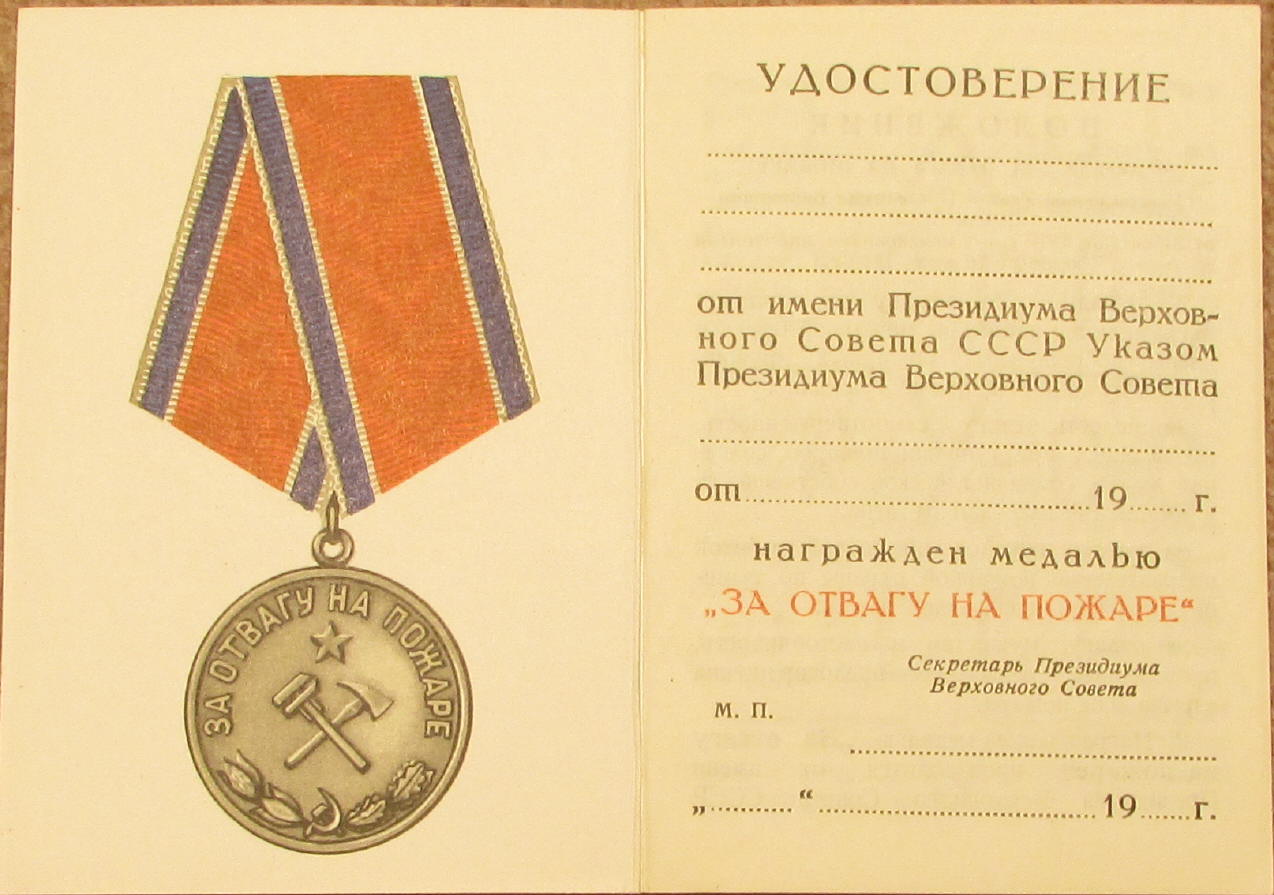 ЗА ОТВАГУ НА ПОЖАРЕ
УДОСТОВЕРЕНИЕ
от имени Президиума Верхов-
ного Совета СССР Указом
Президиума Верховного Совета
от........................................19.......г.
награжден медалью
„ЗА ОТВАГУ НА ПОЖАРЕ“
Секретарь Президиума
Верховного Совета
М. П.
„..........“................................19......г.